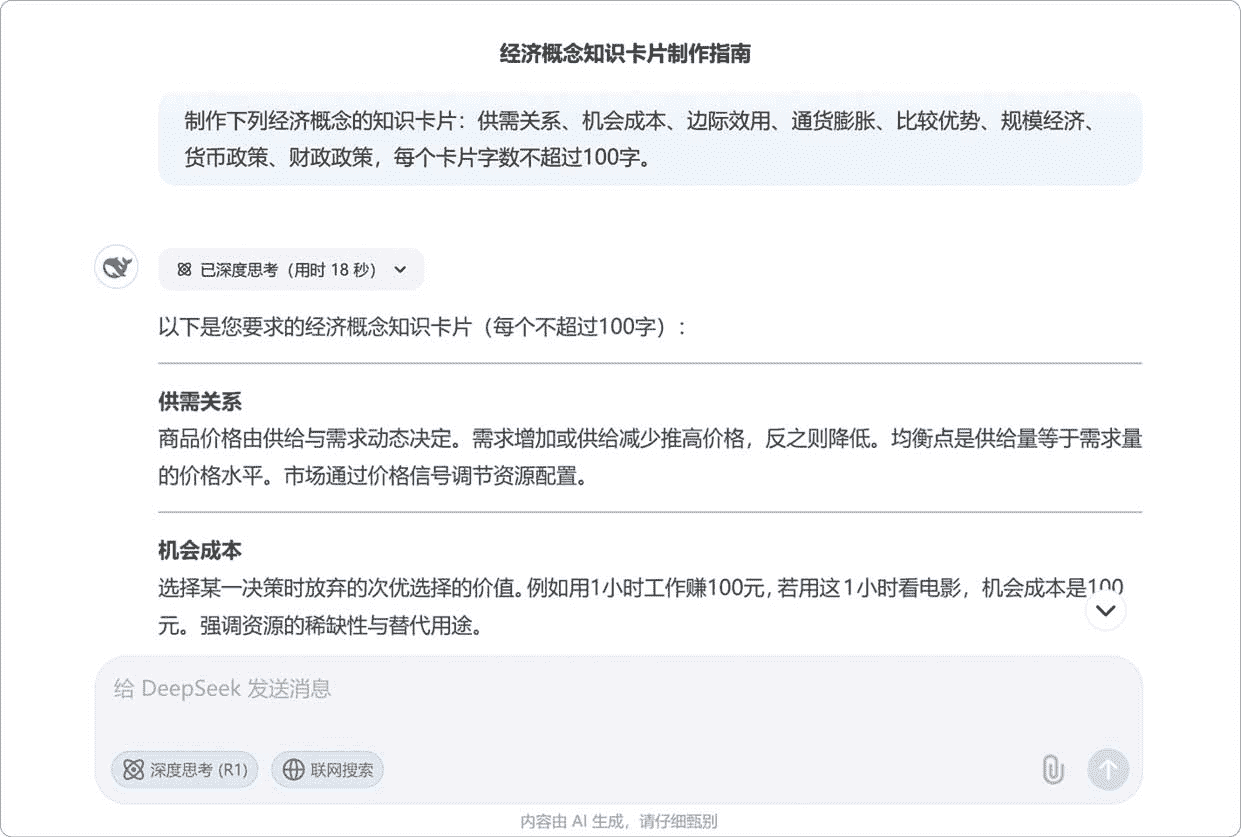 经济概念知识卡片制作指南
制作下列经济概念的知识卡片：供需关系、机会成本、边际效用、通货膨胀、比较优势、规模经济、
货币政策、财政政策，每个卡片字数不超过100字。
已深度思考（用时 18 �）
以下是您要求的经济概念知识卡片（每个不超过100字）：
供需关系
商品价格由供给与需求动态决定。需求增加或供给减少推高价格，反之则降低。均衡点是供给量等于需求量
的价格水平。市场通过价格信号调节资源配置。
机会成本
选择某一决策时放弃的次优选择的价值。例如用1小时工作赚100元，若用这1小时看电影，机会成本是100
元。强调资源的稀缺性与替代用途。
给 DeepSeek 发送消息
深度思考 (R1)
联网搜索
内容由 AI 生成，请仔细甄别